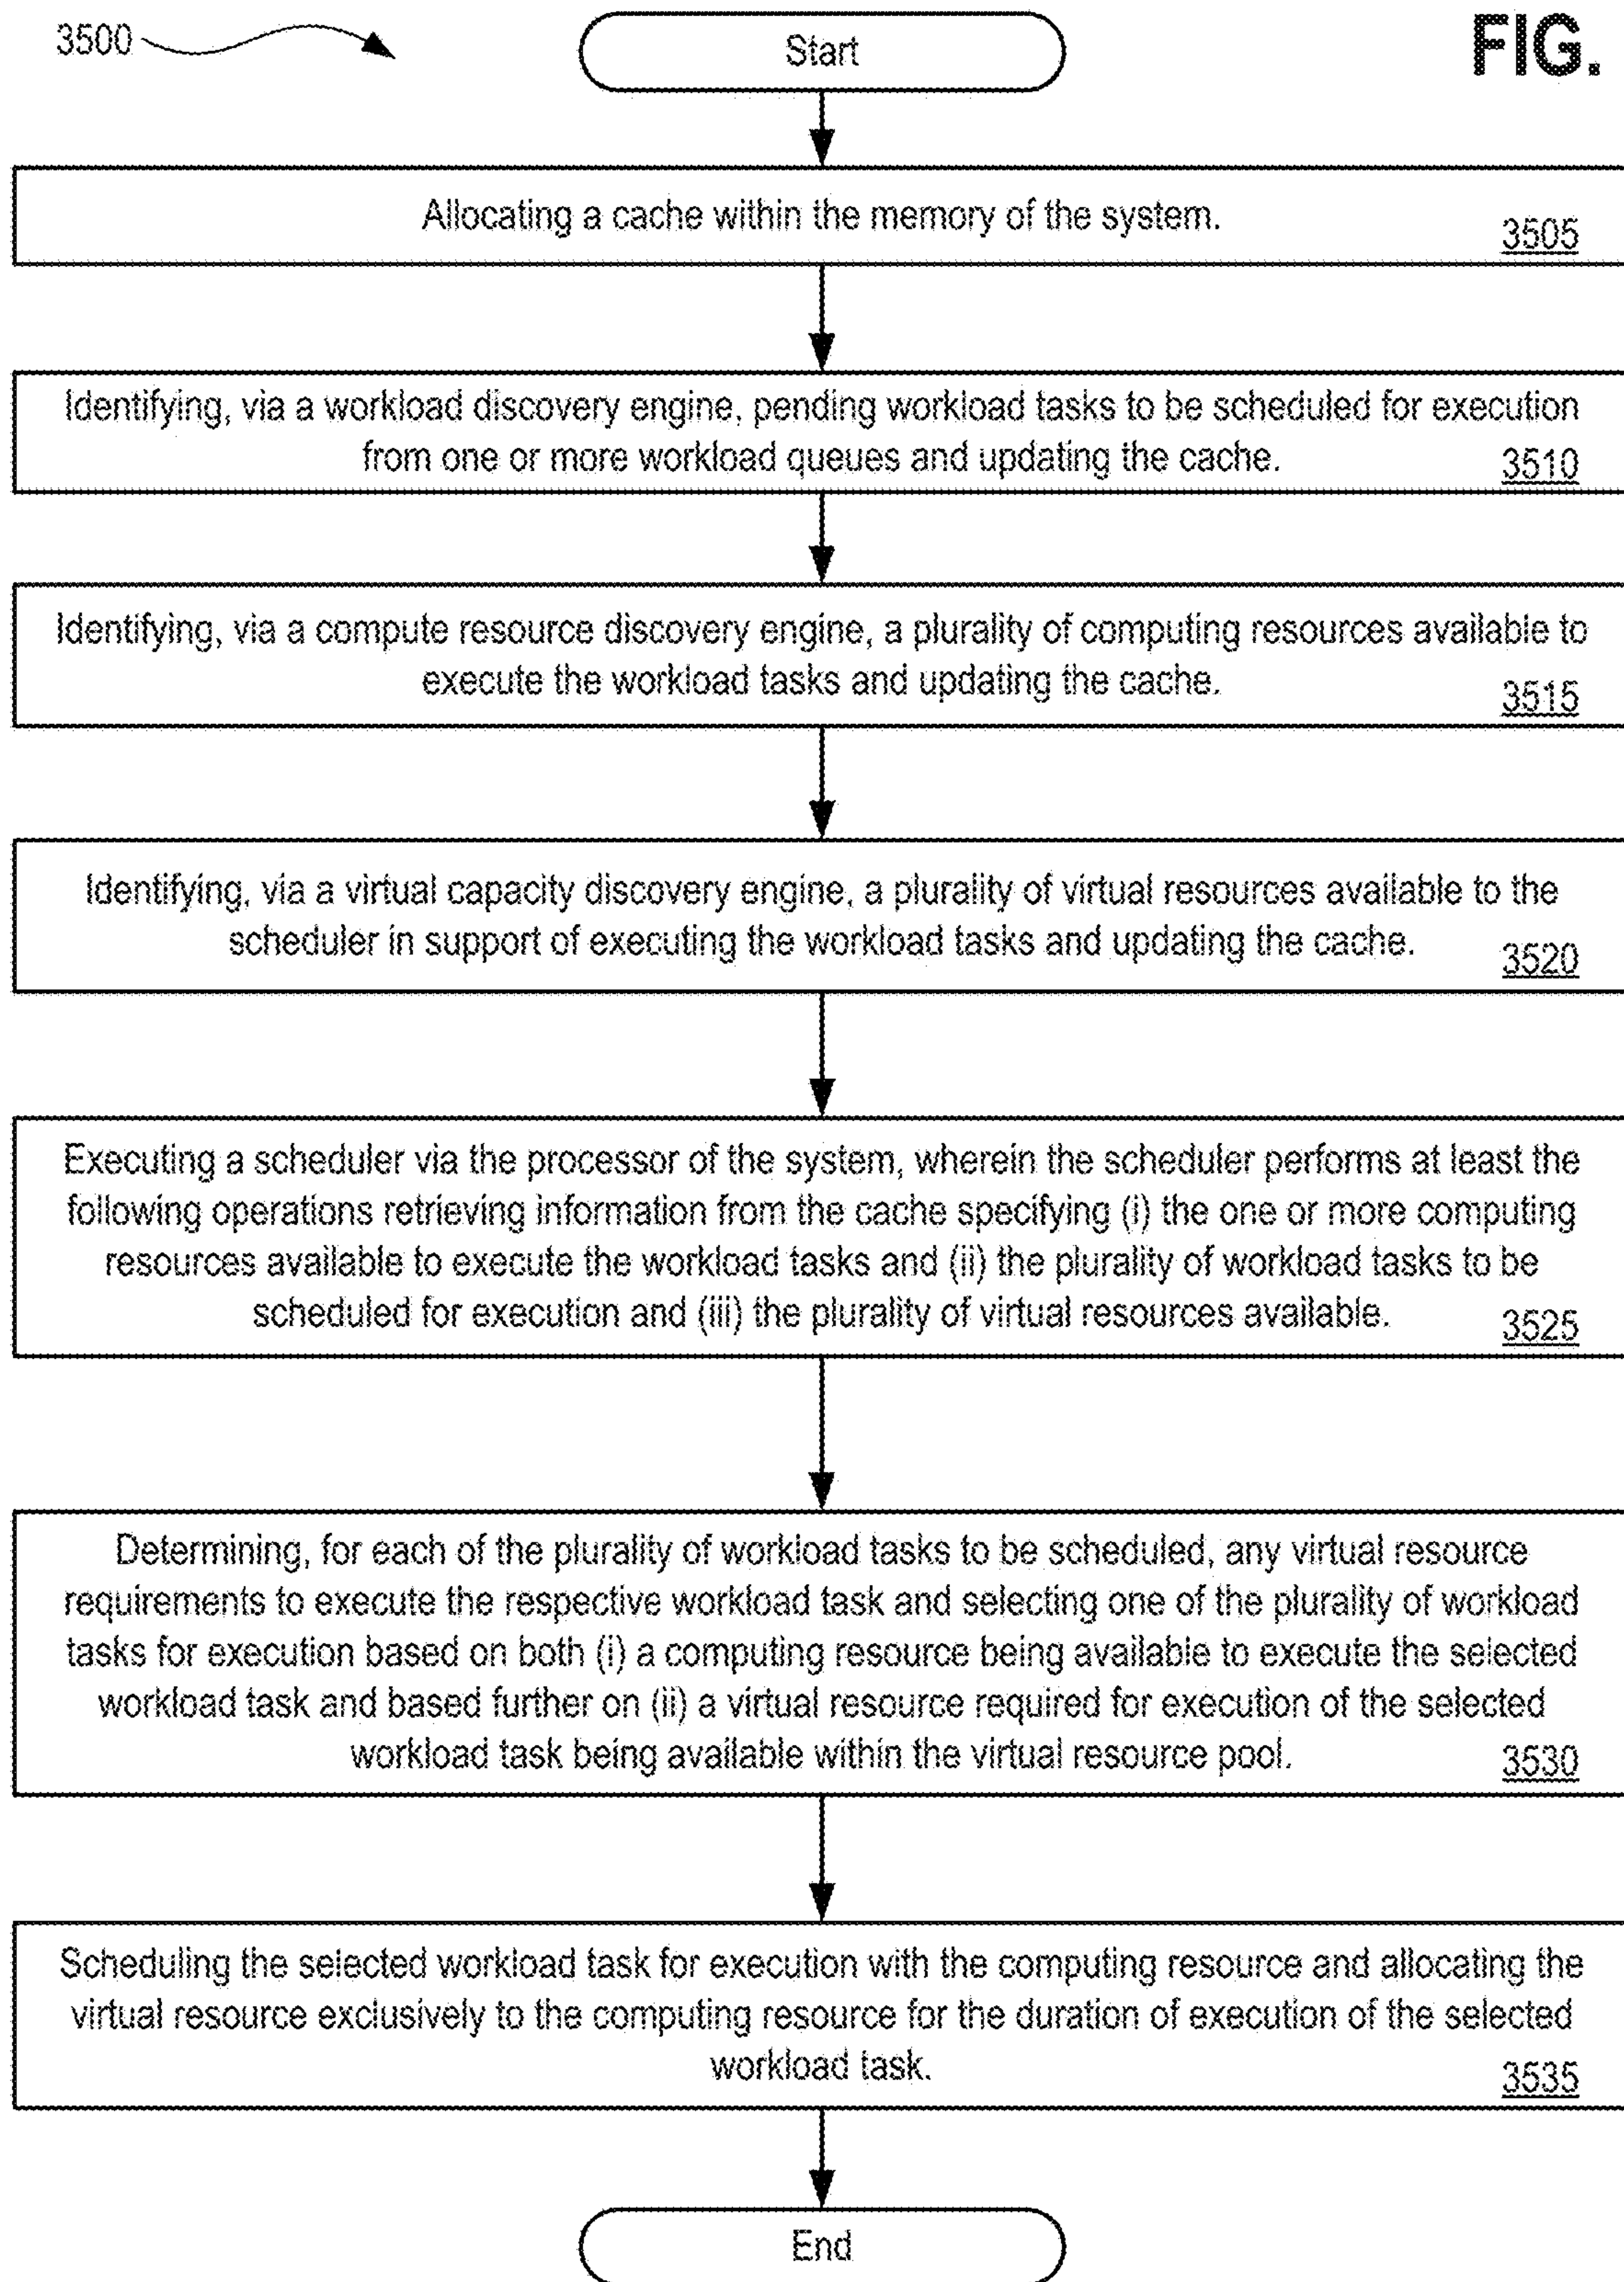 3500
Start
FIG.
Allocating a cache within the memory of the system.
3505
Identifying, via a workload discovery engine, pending workload tasks to be scheduled for execution
from one or more workload queues and updating the cache.
3510
Identifying, via a compute resource discovery engine, a plurality of computing resources available to
execute the workload tasks and updating the cache.
3515
Identifying, via a virtual capacity discovery engine, a plurality of virtual resources available to the
scheduler in support of executing the workload tasks and updating the cache.
3520
Executing a scheduler via the processor of the system, wherein the scheduler performs at least the
following operations retrieving information from the cache specifying (i) the one or more computing
resources available to execute the workload tasks and (ii) the plurality of workload tasks to be
scheduled for execution and (iii) the plurality of virtual resources available.
3525
Determining, for each of the plurality of workload tasks to be scheduled, any virtual resource
requirements to execute the respective workload task and selecting one of the plurality of workload
tasks for execution based on both (i) a computing resource being available to execute the selected
workload task and based further on (ii) a virtual resource required for execution of the selected
workload task being available within the virtual resource pool.
3530
Scheduling the selected workload task for execution with the computing resource and allocating the
virtual resource exclusively to the computing resource for the duration of execution of the selected
workload task.
3535
End